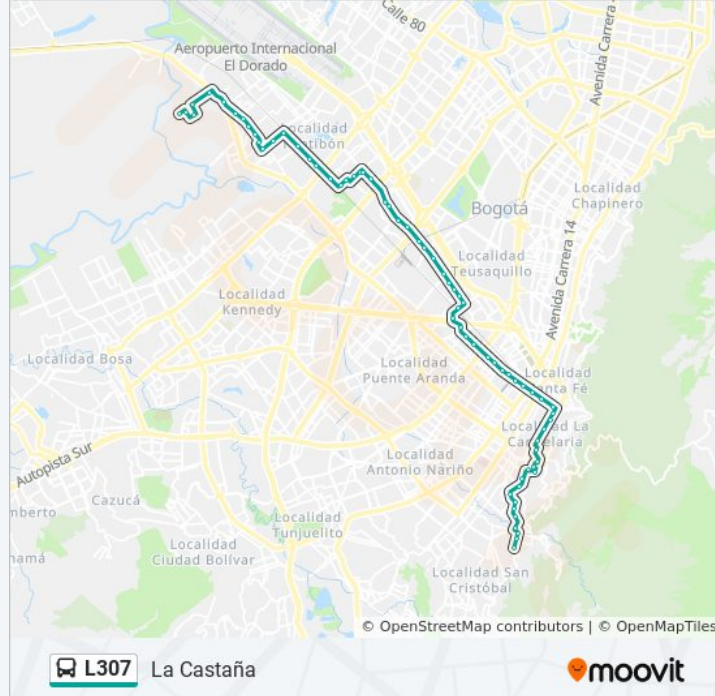 Calle 80
Aeropuerto Internacional
El Dorado
Avenida Carrera
Localidad
Localidad
Chapinero
Bogotá
Localidad
Teusaquillo
Avenida Carrera 14
Localidad
Kennedy
Localidad Bosa
Localidad
Puente Aranda
Localidad
Santa Fé
Localidad La
Candelaria
Localidad
Antonio Nariño
Autopista Sur
Cazucá
Localidad
Tunjuelito
Localidad
Ciudad Bolívar
Localidad San
Cristóbal
© OpenStreetMap contributors | © OpenMapTiles
L307 La Castaña
moovit